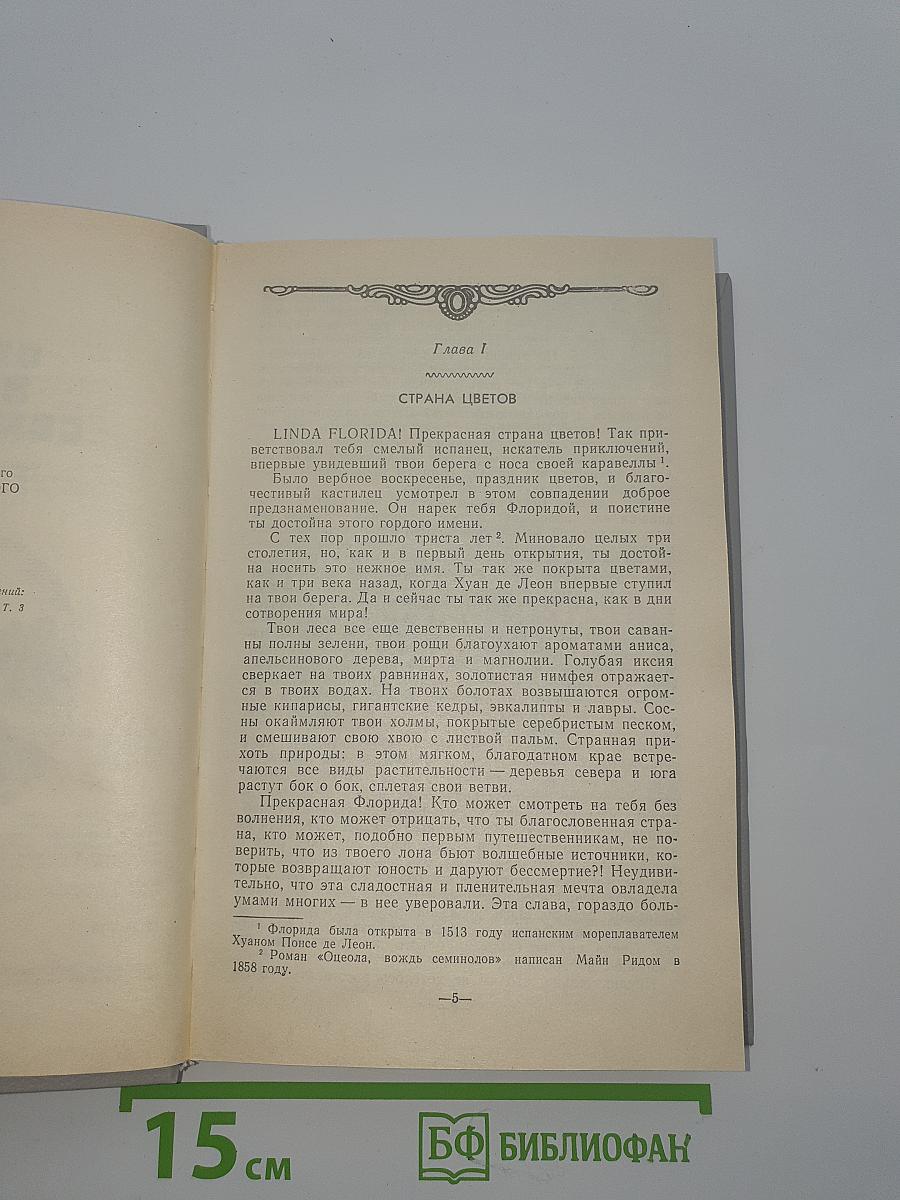 го
ОГО
ений:
Т. 3
Глава I
СТРАНА ЦВЕТОВ
LINDA FLORIDA! Прекрасная страна цветов! Так при-
ветствовал тебя смелый испанец, искатель приключений,
впервые увидевший твои берега с носа своей каравеллы ¹.
Было вербное воскресенье, праздник цветов, и благо-
честивый кастилец усмотрел в этом совпадении доброе
предзнаменование. Он нарек тебя Флоридой, и поистине
ты достойна этого гордого имени.
С тех пор прошло триста лет ². Миновало целых три
столетия, но, как и в первый день открытия, ты достой-
на носить это нежное имя. Ты так же покрыта цветами,
как и три века назад, когда Хуан де Леон впервые ступил
на твои берега. Да и сейчас ты так же прекрасна, как в дни
сотворения мира!
Твои леса все еще девственны и нетронуты, твои саван-
ны полны зелени, твои рощи благоухают ароматами аниса,
апельсинового дерева, мирта и магнолии. Голубая иксия
сверкает на твоих равнинах, золотистая нимфея отражает-
ся в твоих водах. На твоих болотах возвышаются огром-
ные кипарисы, гигантские кедры, эвкалипты и лавры. Сос-
ны окаймляют твои холмы, покрытые серебристым песком,
и смешивают свою хвою с листвой пальм. Странная при-
хоть природы: в этом мягком, благодатном крае встре-
чаются все виды растительности — деревья севера и юга
растут бок о бок, сплетая свои ветви.
Прекрасная Флорида! Кто может смотреть на тебя без
волнения, кто может отрицать, что ты благословенная стра-
на, кто может, подобно первым путешественникам, не по-
верить, что из твоего лона бьют волшебные источники, ко-
торые возвращают юность и даруют бессмертие?! Неудиви-
тельно, что эта сладостная и пленительная мечта овладела
умами многих — в нее уверовали. Эта слава, гораздо боль-
¹ Флорида была открыта в 1513 году испанским мореплавателем
Хуаном Понсе де Леон.
² Роман «Оцеола, вождь семинолов» написан Майн Ридом в
1858 году.
—5—
15 см
БФ БИБЛИОФАН